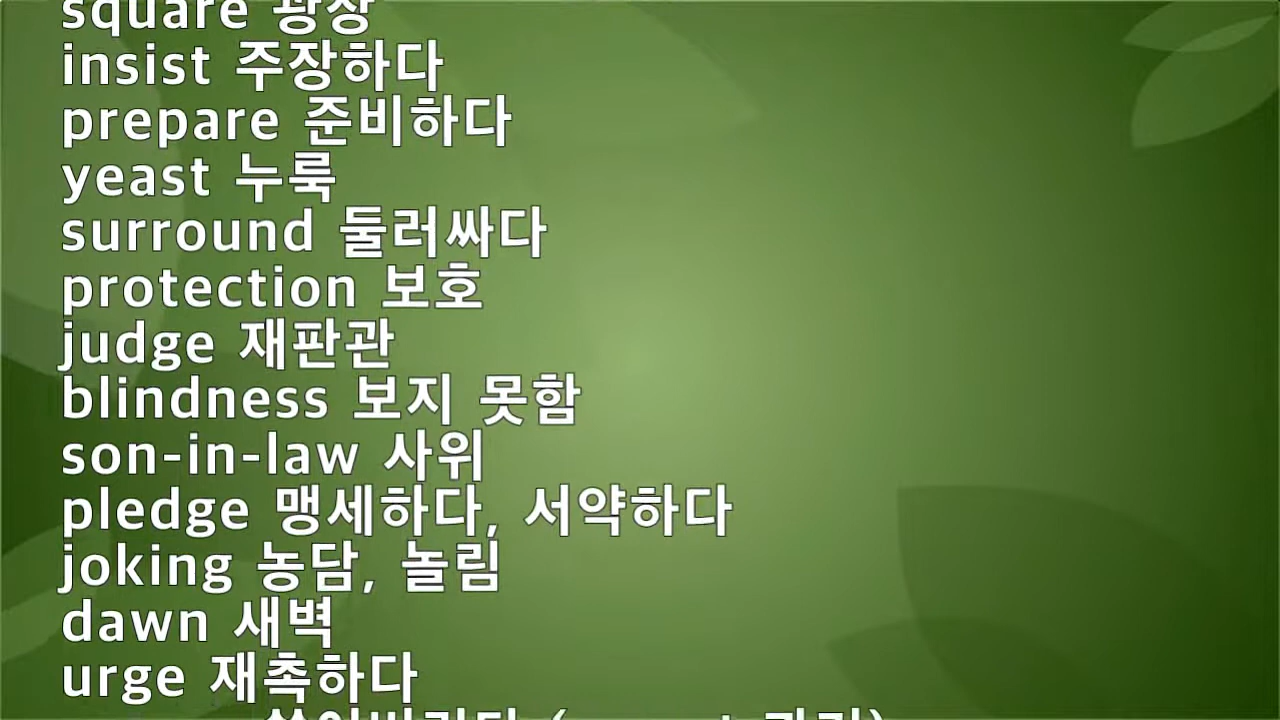 square 광장
insist 주장하다
prepare 준비하다
yeast 누룩
surround 둘러싸다
protection 보호
judge 재판관
blindness 보지 못함
son-in-law 사위
pledge 맹세하다, 서약하다
joking 농담, 놀림
dawn 새벽
urge 재촉하다